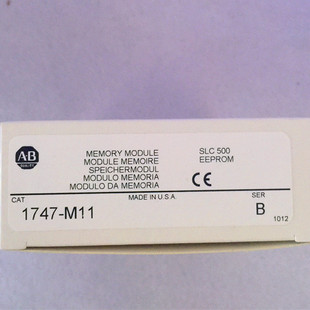 AB
MEMORY MODULE SLC 500
MODULE MEMOIRE EEPROM
SPEICHERMODUL
MODULO MEMORIA
MODULO DA MEMORIA CE
CAT MADE IN U.S.A. SER
1747-M11 B
1012